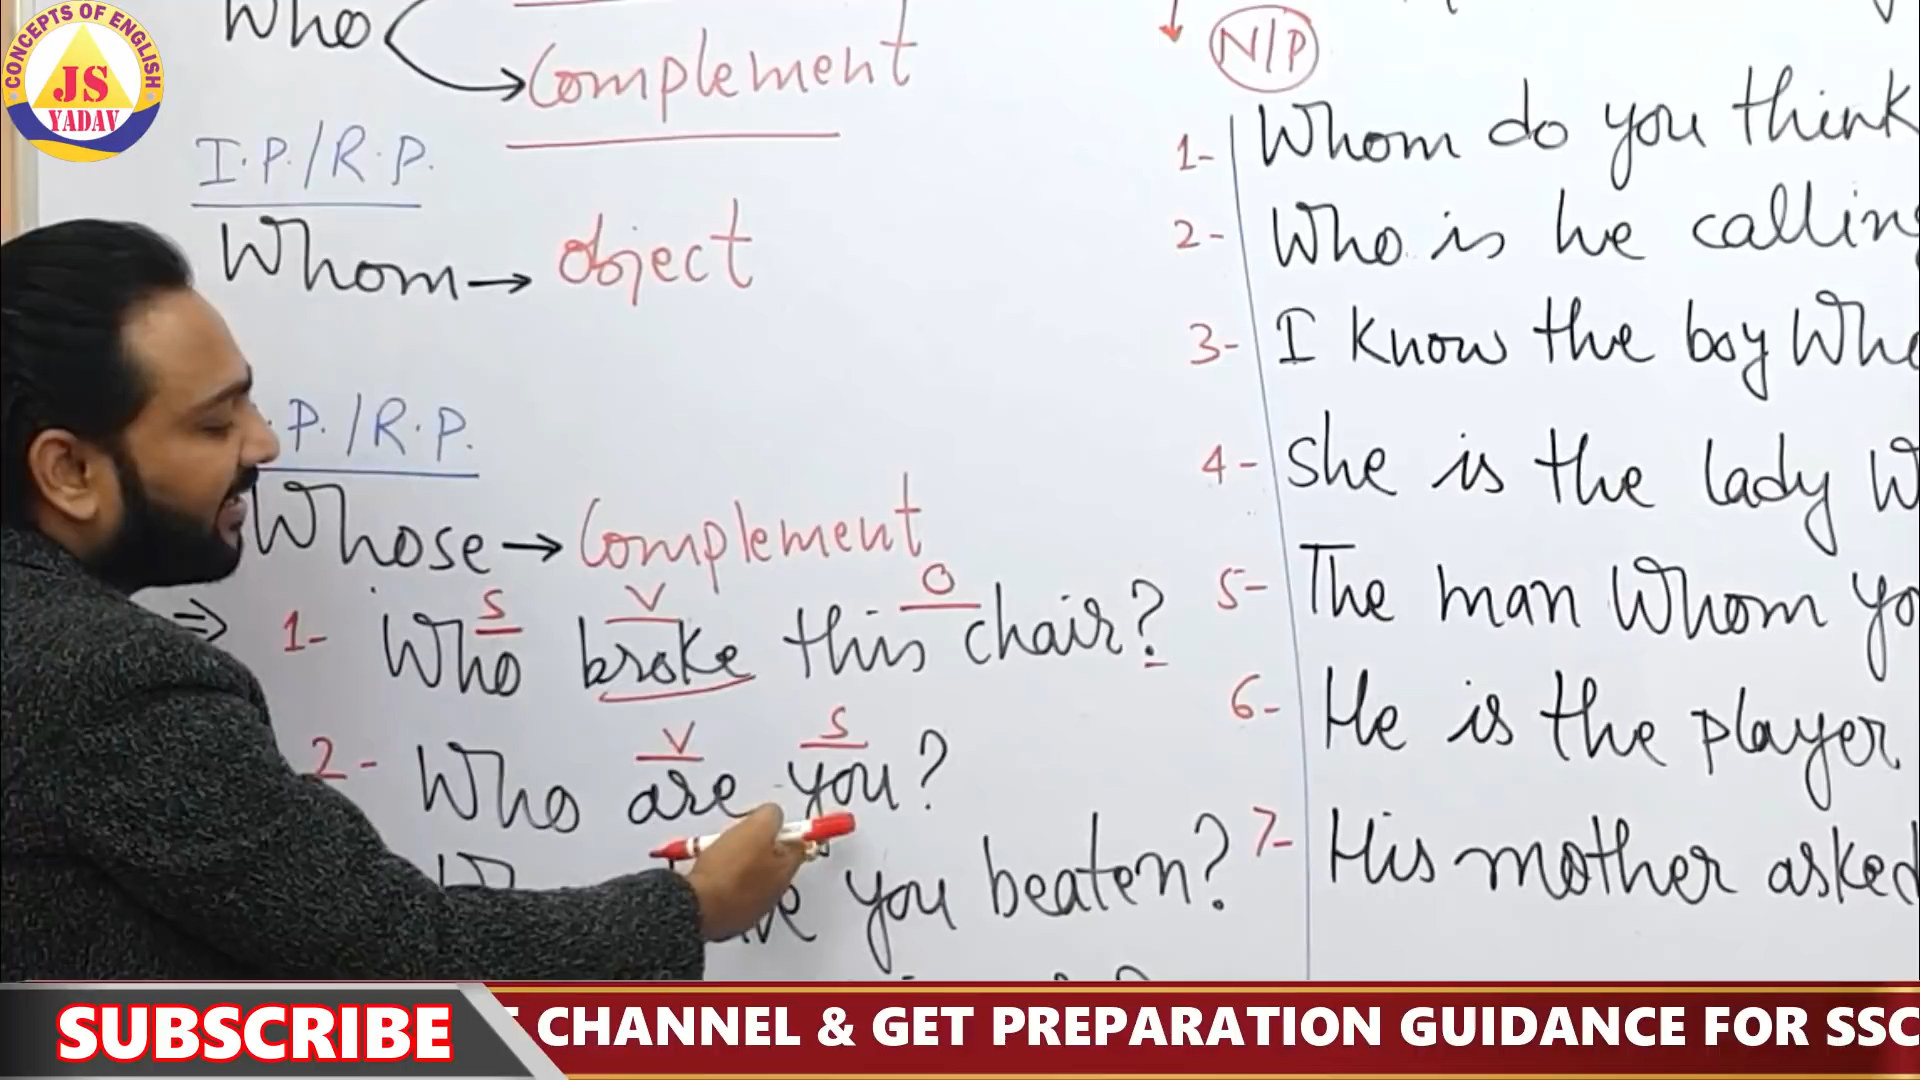 CONCEPTS OF ENGLISH
JS
YADAV
Who
Complement
I.P./R.P.
Whom → object
P./R.P.
Whose → Complement
S V O
⇒ 1- Who broke this chair?
V S
2- Who are you?
you beaten?
N/P
1- Whom do you think
2- Who is he calling
3- I know the boy Who
4- She is the lady W
5- The man Whom yo
6- He is the player
7- His mother asked
SUBSCRIBE
CHANNEL & GET PREPARATION GUIDANCE FOR SSC